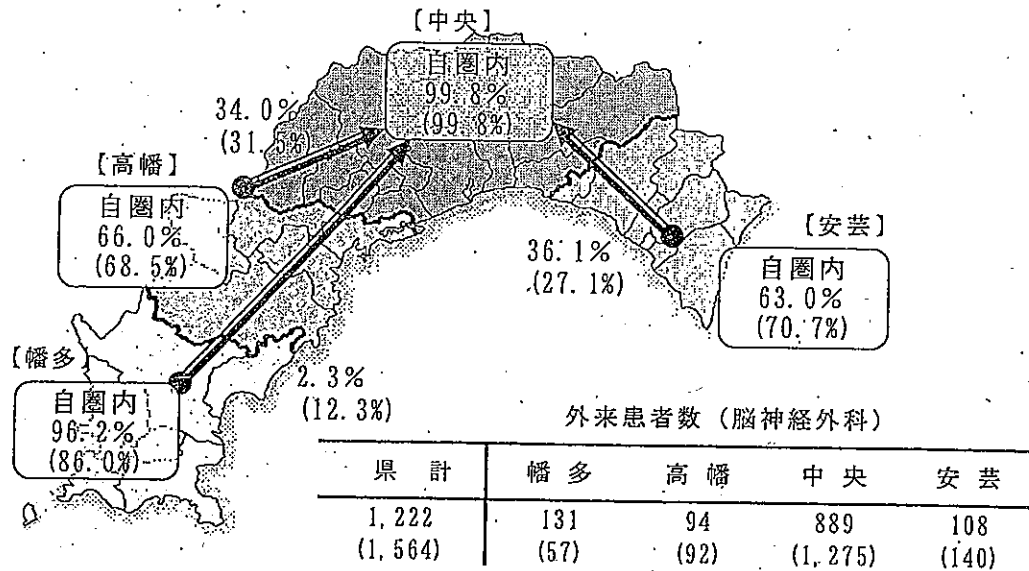 【中央】
自圏内
99.8%
(99.8%)
34.0%
(31.5%)
【高幡】
自圏内
66.0%
(68.5%)
【安芸】
自圏内
63.0%
(70.7%)
36.1%
(27.1%)
【幡多
自圏内
96.2%
(86.0%)
2.3%
(12.3%)
外来患者数(脳神経外科)
県計 幡多 高幡 中央 安芸
1,222 131 94 889 108
(1,564) (57) (92) (1,275) (140)